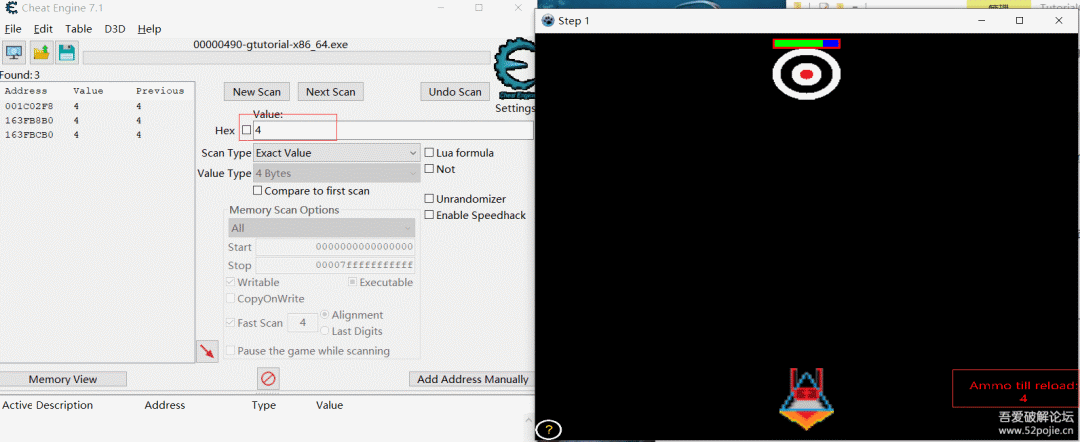 Cheat Engine 7.1
File Edit Table D3D Help
00000490-gtutorial-x86_64.exe
Found:3
Address Value Previous
001C02F8 4 4
163FB8B0 4 4
163FBCB0 4 4
New Scan Next Scan Undo Scan
Cheat Engine
Settings
Value:
Hex 4
Scan Type Exact Value
Lua formula
Not
Value Type 4 Bytes
Compare to first scan
Unrandomizer
Enable Speedhack
Memory Scan Options
All
Start 0000000000000000
Stop 00007fffffffffff
Writable Executable
CopyOnWrite
Fast Scan 4 Alignment
Last Digits
Pause the game while scanning
Memory View Add Address Manually
Active Description Address Type Value
Step 1
Ammo till reload:
4
?
吾爱破解论坛
www.52pojie.cn